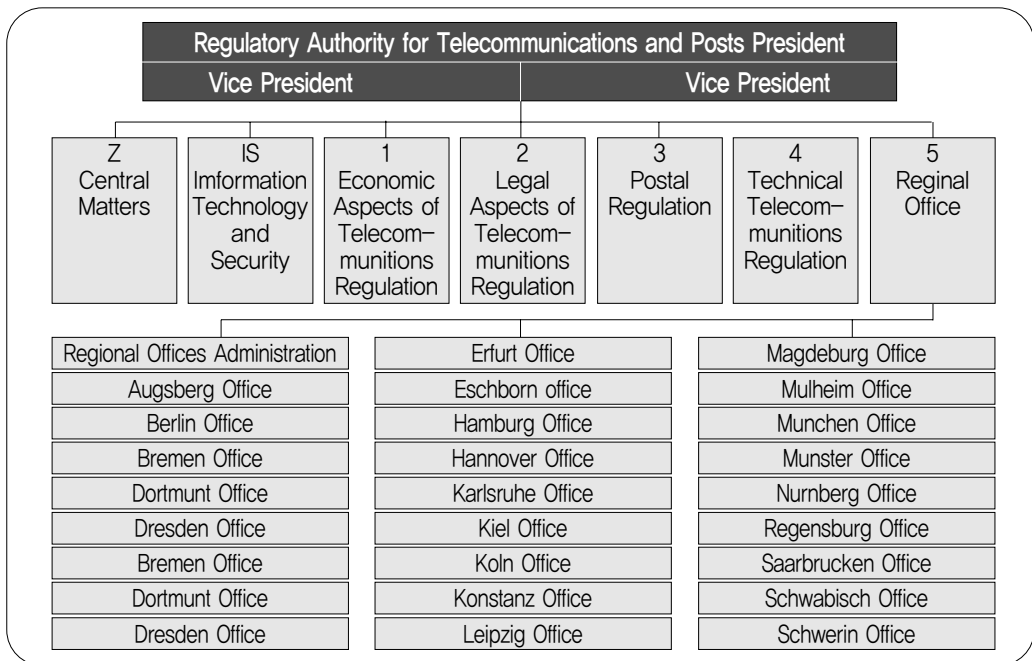 Regulatory Authority for Telecommunications and Posts President
Vice President
Vice President
Z
Central
Matters
IS
Imformation
Technology
and
Security
1
Economic
Aspects of
Telecom-
munitions
Regulation
2
Legal
Aspects of
Telecom-
munitions
Regulation
3
Postal
Regulation
4
Technical
Telecom-
munitions
Regulation
5
Reginal
Office
Regional Offices Administration
Augsberg Office
Berlin Office
Bremen Office
Dortmunt Office
Dresden Office
Bremen Office
Dortmunt Office
Dresden Office
Erfurt Office
Eschborn office
Hamburg Office
Hannover Office
Karlsruhe Office
Kiel Office
Koln Office
Konstanz Office
Leipzig Office
Magdeburg Office
Mulheim Office
Munchen Office
Munster Office
Nurnberg Office
Regensburg Office
Saarbrucken Office
Schwabisch Office
Schwerin Office